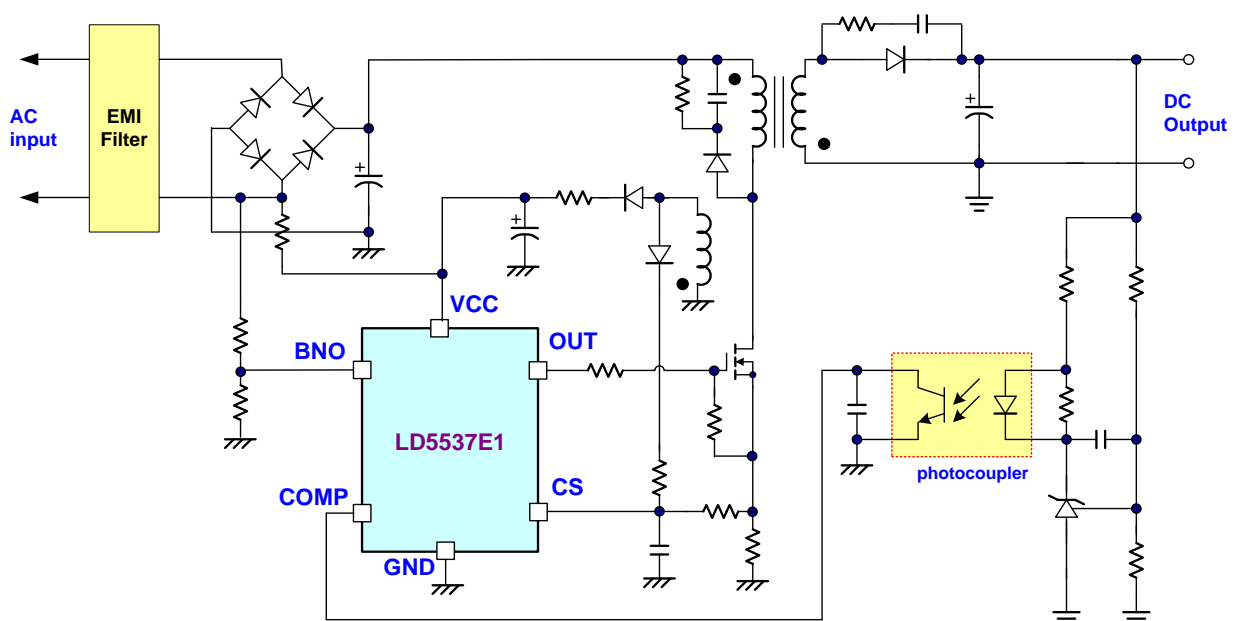 AC
input
EMI
Filter
DC
Output
+
+
+
VCC
BNO
OUT
LD5537E1
COMP
CS
GND
photocoupler